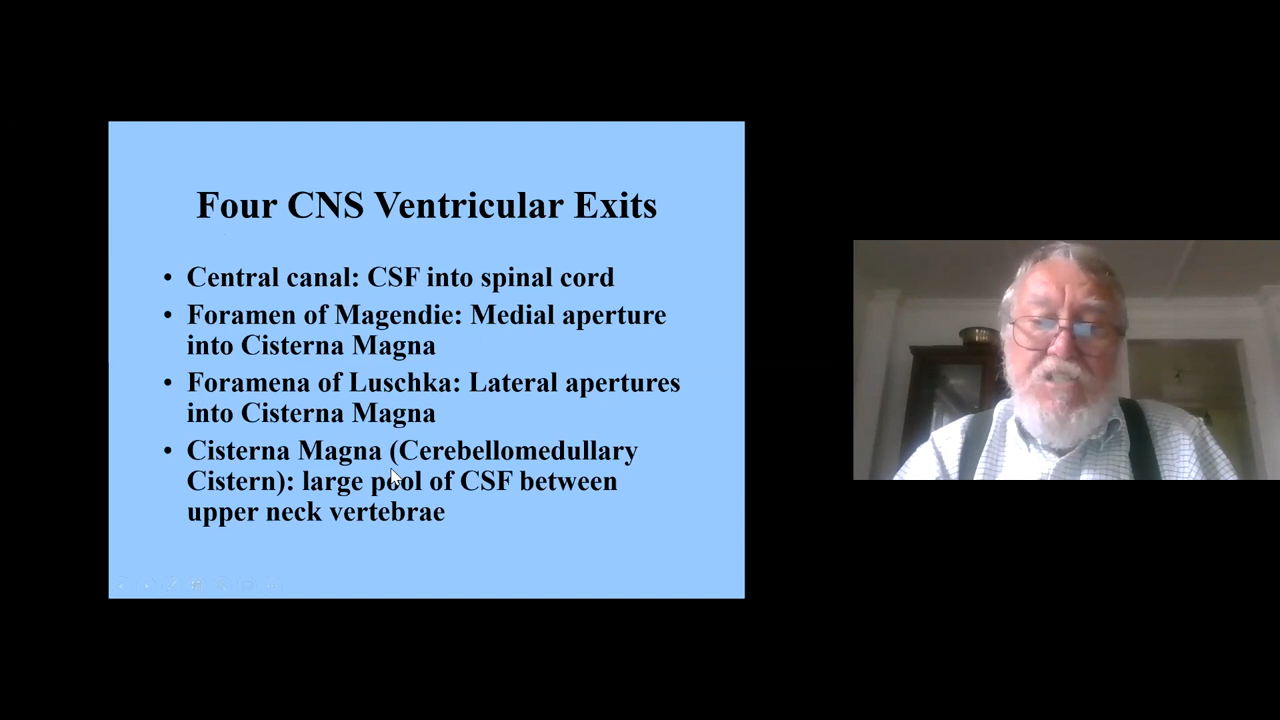 Four CNS Ventricular Exits
• Central canal: CSF into spinal cord
• Foramen of Magendie: Medial aperture
into Cisterna Magna
• Foramena of Luschka: Lateral apertures
into Cisterna Magna
• Cisterna Magna (Cerebellomedullary
Cistern): large pool of CSF between
upper neck vertebrae